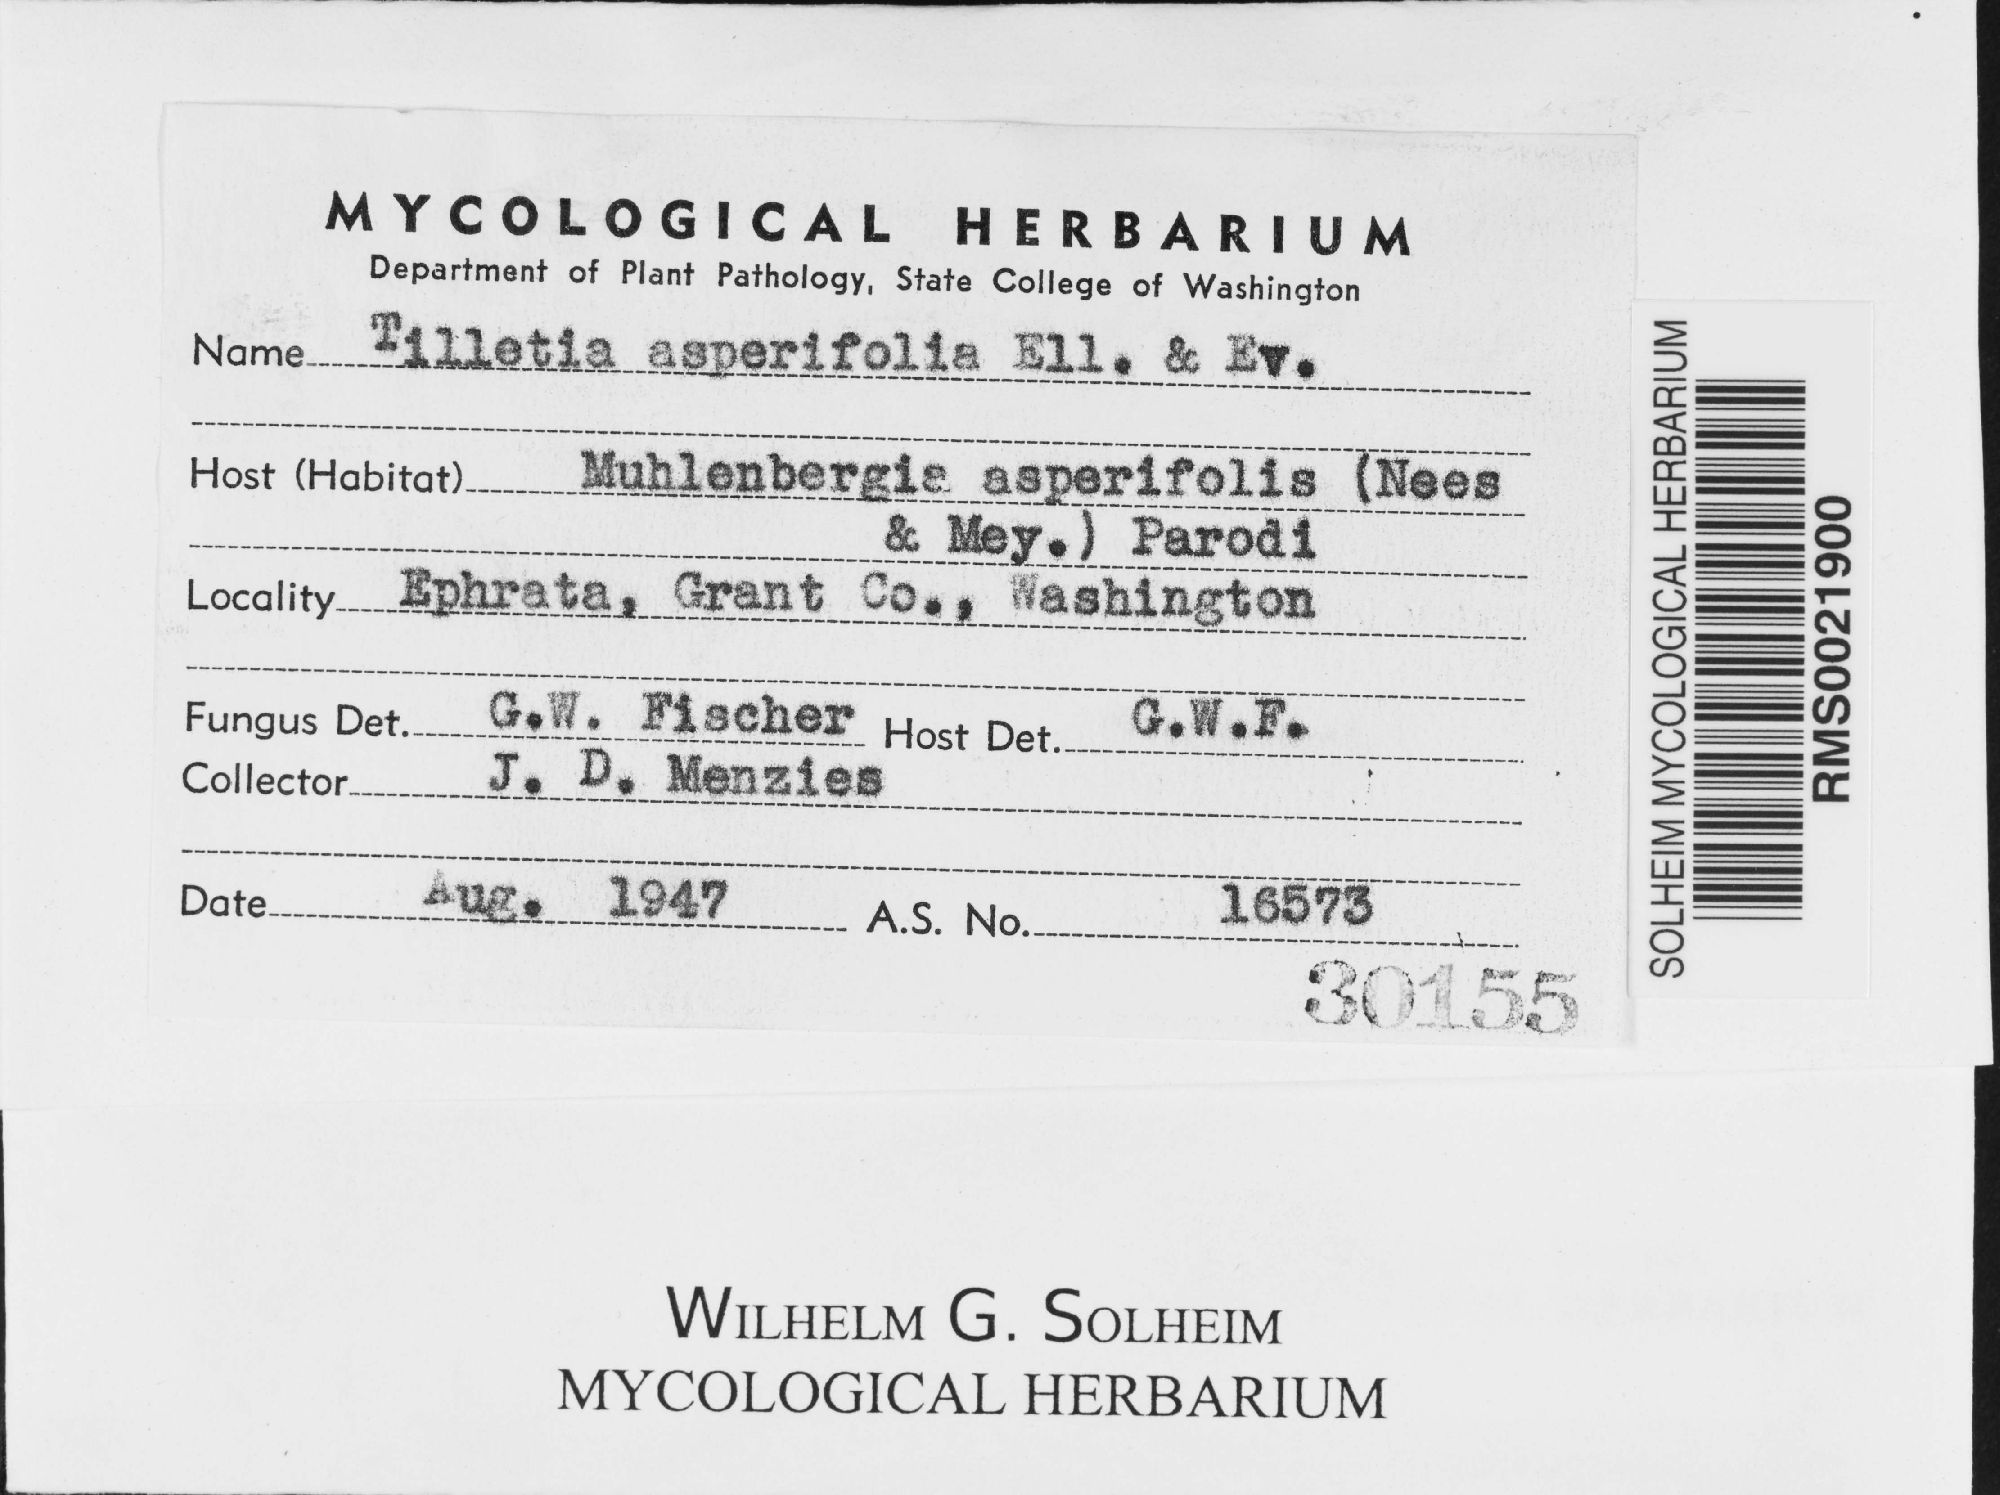 MYCOLOGICAL HERBARIUM
Department of Plant Pathology, State College of Washington
Name Tilletia asperifolia Ell. & Ev.
Host (Habitat) Muhlenbergia asperifolis (Nees
& Mey.) Parodi
Locality Ephrata, Grant Co., Washington
Fungus Det. G.W. Fischer Host Det. G.W.F.
Collector J. D. Menzies
Date Aug. 1947 A.S. No. 16573
30155
SOLHEIM MYCOLOGICAL HERBARIUM
RMS0021900
WILHELM G. SOLHEIM
MYCOLOGICAL HERBARIUM